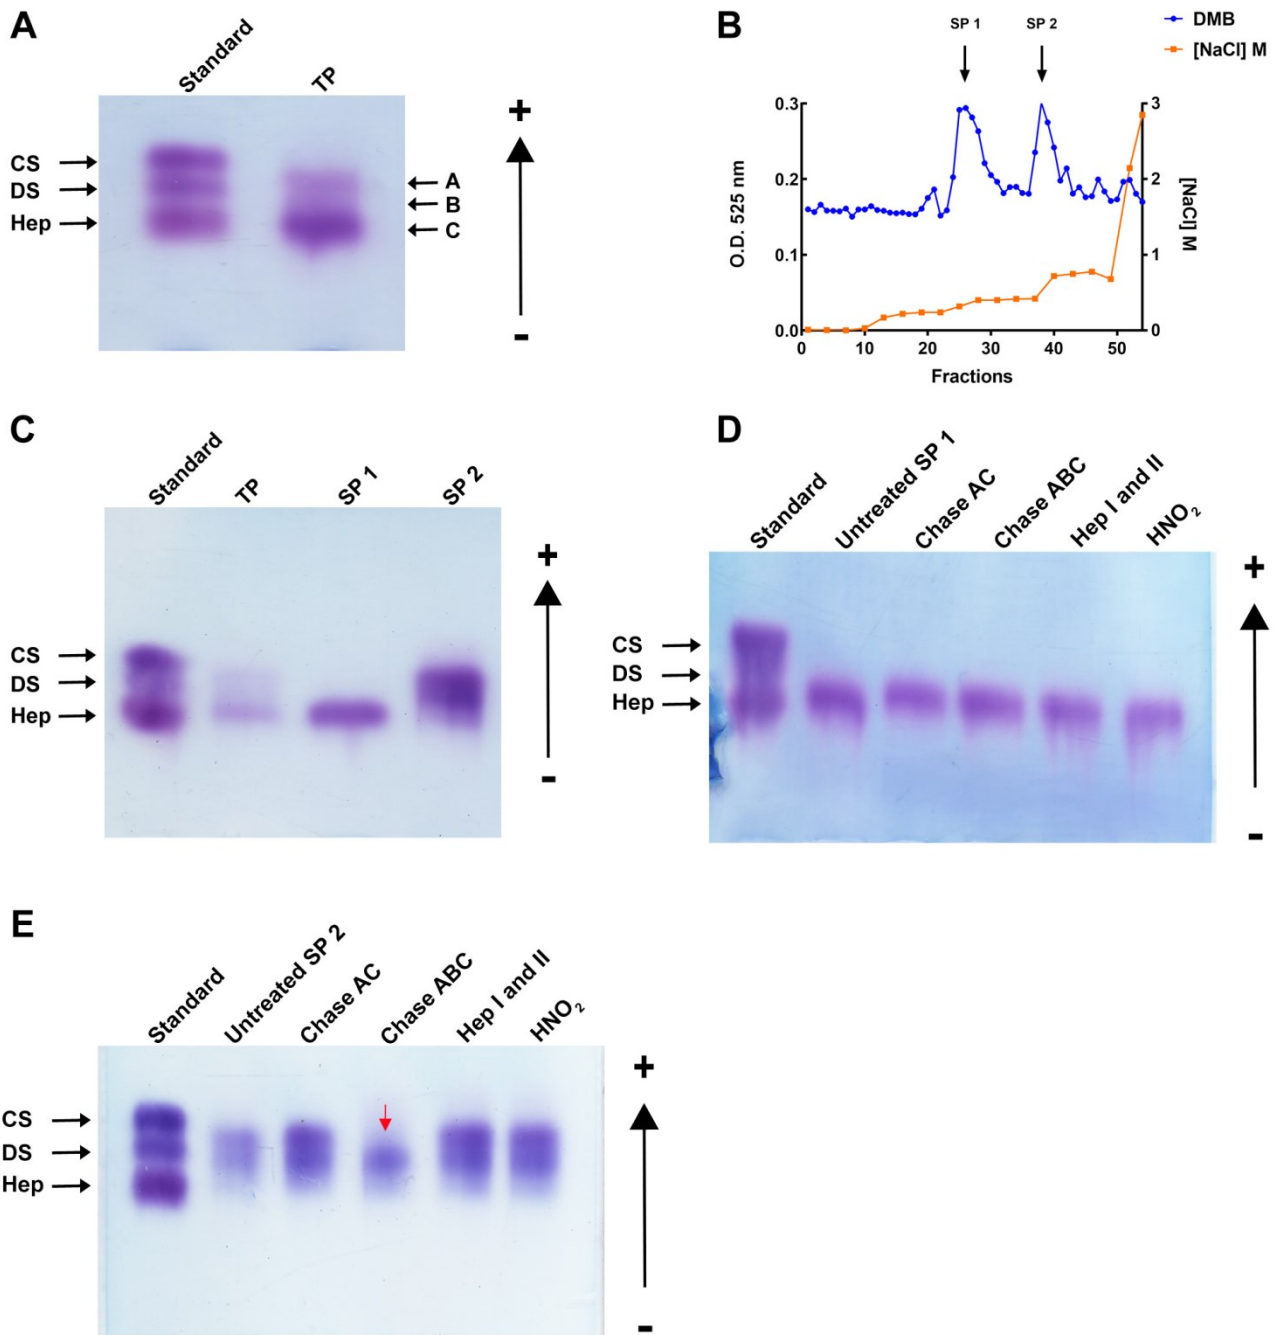 A
Standard
TP
CS
DS
Hep
A
B
C
+
-
B
SP 1
SP 2
DMB
[NaCl] M
0.3
0.2
0.1
0.0
O.D. 525 nm
3
2
1
0
[NaCl] M
0
10
20
30
40
50
Fractions
C
Standard
TP
SP 1
SP 2
CS
DS
Hep
+
-
D
Standard
Untreated SP 1
Chase AC
Chase ABC
Hep I and II
HNO₂
CS
DS
Hep
+
-
E
Standard
Untreated SP 2
Chase AC
Chase ABC
Hep I and II
HNO₂
CS
DS
Hep
+
-